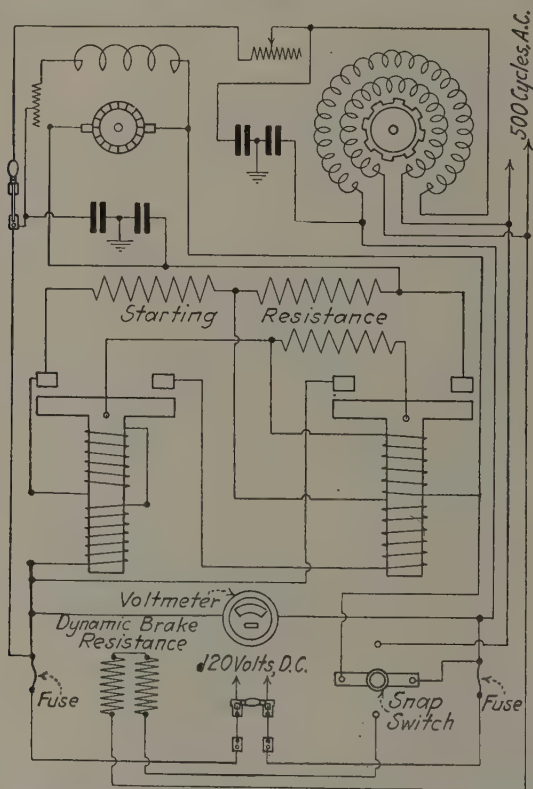 500 Cycles, A.C.
Starting Resistance
Voltmeter
Dynamic Brake
Resistance
120 Volts, D.C.
Fuse
Snap
Switch
Fuse